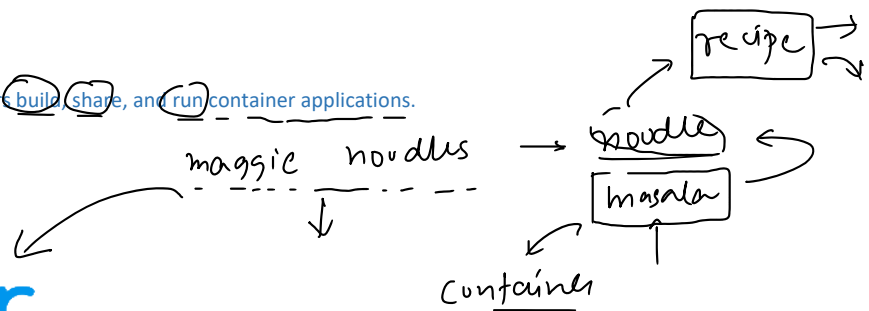 recipe
s build, share, and run container applications.
maggie noodles noodle
masala
container
r